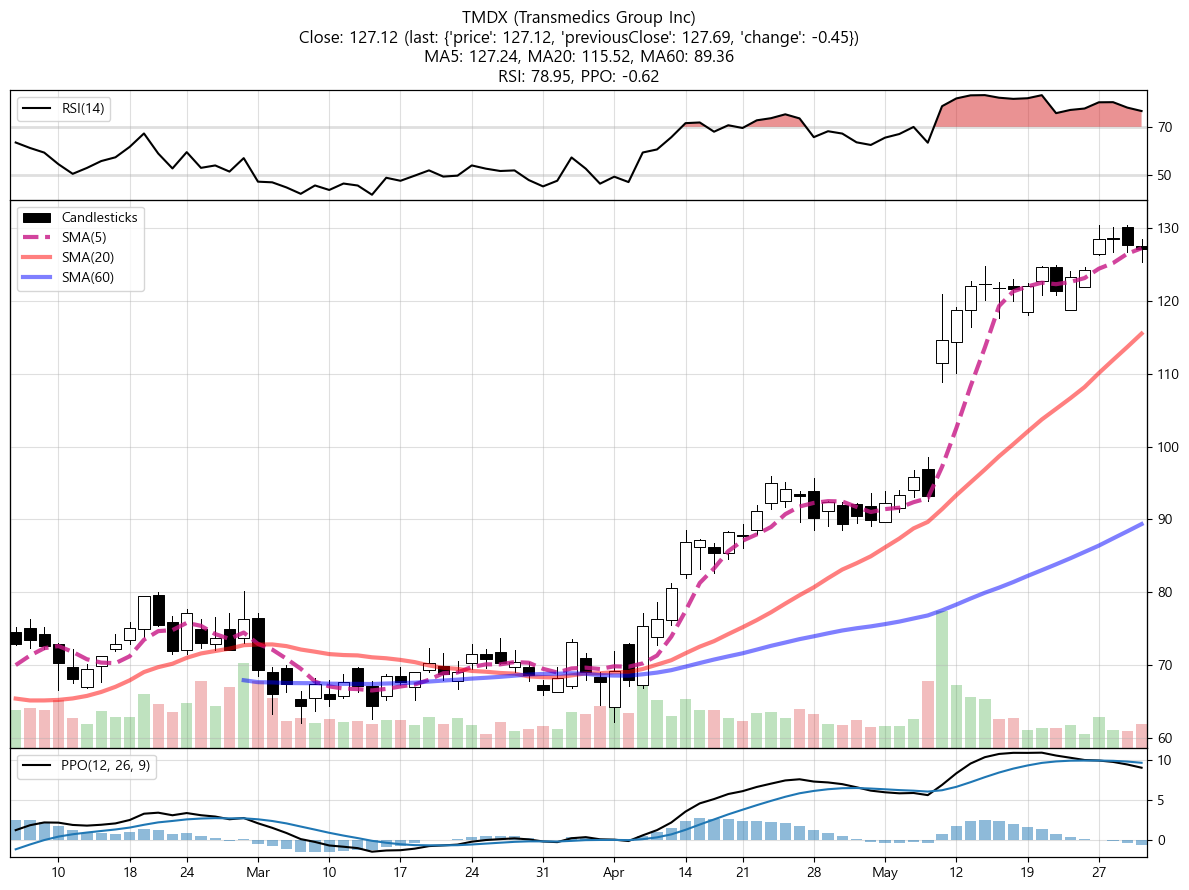 TMDX (Transmedics Group Inc)
Close: 127.12 (last: {'price': 127.12, 'previousClose': 127.69, 'change': -0.45})
MA5: 127.24, MA20: 115.52, MA60: 89.36
RSI: 78.95, PPO: -0.62
RSI(14)
70
50
Candlesticks
SMA(5)
SMA(20)
SMA(60)
130
120
110
100
90
80
70
60
PPO(12, 26, 9)
10
5
0
10 18 24 Mar 10 17 24 31 Apr 14 21 28 May 12 19 27